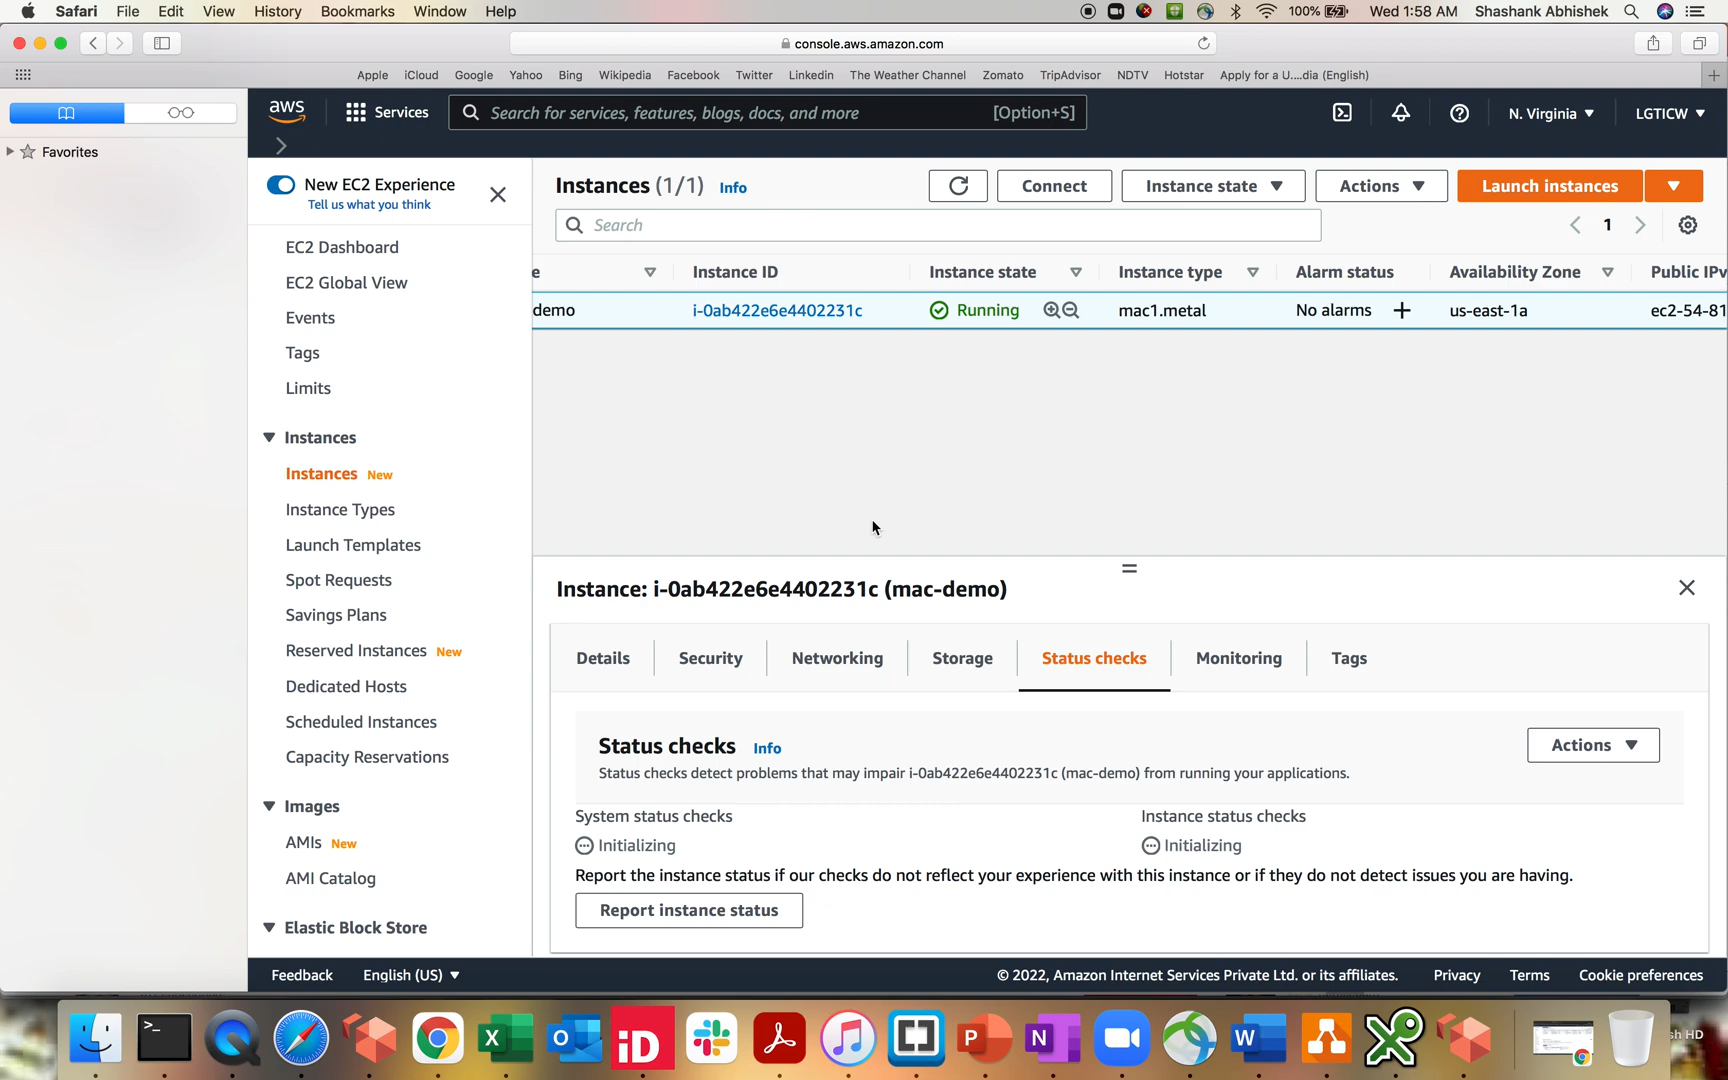 Safari File Edit View History Bookmarks Window Help 100% Wed 1:58 AM Shashank Abhishek
console.aws.amazon.com
Apple iCloud Google Yahoo Bing Wikipedia Facebook Twitter Linkedin The Weather Channel Zomato TripAdvisor NDTV Hotstar Apply for a U....dia (English)
aws Services Search for services, features, blogs, docs, and more [Option+S] N. Virginia LGTICW
Favorites
New EC2 Experience
Tell us what you think
EC2 Dashboard
EC2 Global View
Events
Tags
Limits
Instances
Instances New
Instance Types
Launch Templates
Spot Requests
Savings Plans
Reserved Instances New
Dedicated Hosts
Scheduled Instances
Capacity Reservations
Images
AMIs New
AMI Catalog
Elastic Block Store
Instances (1/1) Info Connect Instance state Actions Launch instances
Search 1
e Instance ID Instance state Instance type Alarm status Availability Zone Public IPv
demo i-0ab422e6e4402231c Running mac1.metal No alarms us-east-1a ec2-54-81
Instance: i-0ab422e6e4402231c (mac-demo)
Details Security Networking Storage Status checks Monitoring Tags
Status checks Info Actions
Status checks detect problems that may impair i-0ab422e6e4402231c (mac-demo) from running your applications.
System status checks Instance status checks
Initializing Initializing
Report the instance status if our checks do not reflect your experience with this instance or if they do not detect issues you are having.
Report instance status
Feedback English (US) © 2022, Amazon Internet Services Private Ltd. or its affiliates. Privacy Terms Cookie preferences
>_ X O iD P N W X
sh HD